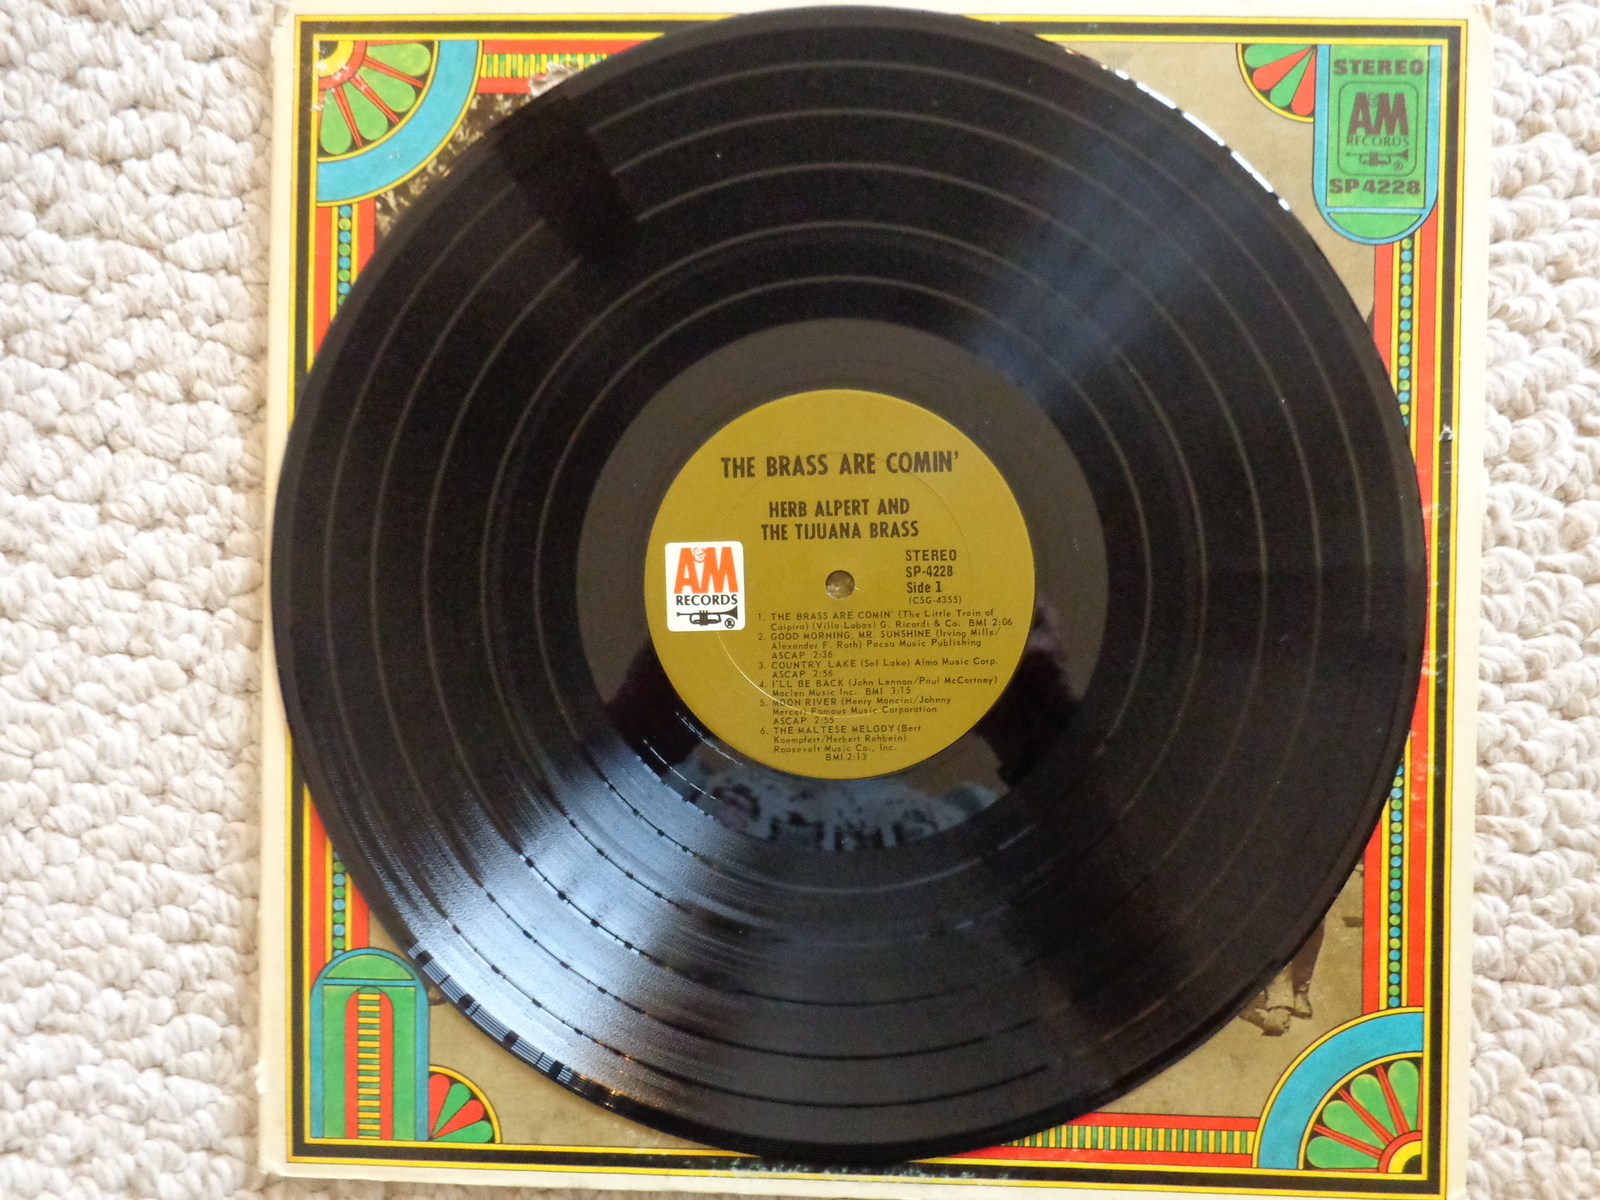 STEREO
A&M
RECORDS
®
SP 4228
THE BRASS ARE COMIN'
HERB ALPERT AND
THE TIJUANA BRASS
A&M
RECORDS
®
STEREO
SP-4228
Side 1
(CSG-4355)
1. THE BRASS ARE COMIN' (The Little Train of
Caipira) (Villa-Lobos) G. Ricordi & Co. BMI 2:06
2. GOOD MORNING, MR. SUNSHINE (Irving Mills/
Alexander F. Roth) Pacsa Music Publishing
ASCAP 2:36
3. COUNTRY LAKE (Sol Lake) Almo Music Corp.
ASCAP 2:56
4. I'LL BE BACK (John Lennon/Paul McCartney)
Maclen Music Inc. BMI 3:15
5. MOON RIVER (Henry Mancini/Johnny
Mercer) Famous Music Corporation
ASCAP 2:55
6. THE MALTESE MELODY (Bert
Kaempfert/Herbert Rehbein)
Roosevelt Music Co., Inc.
BMI 2:13